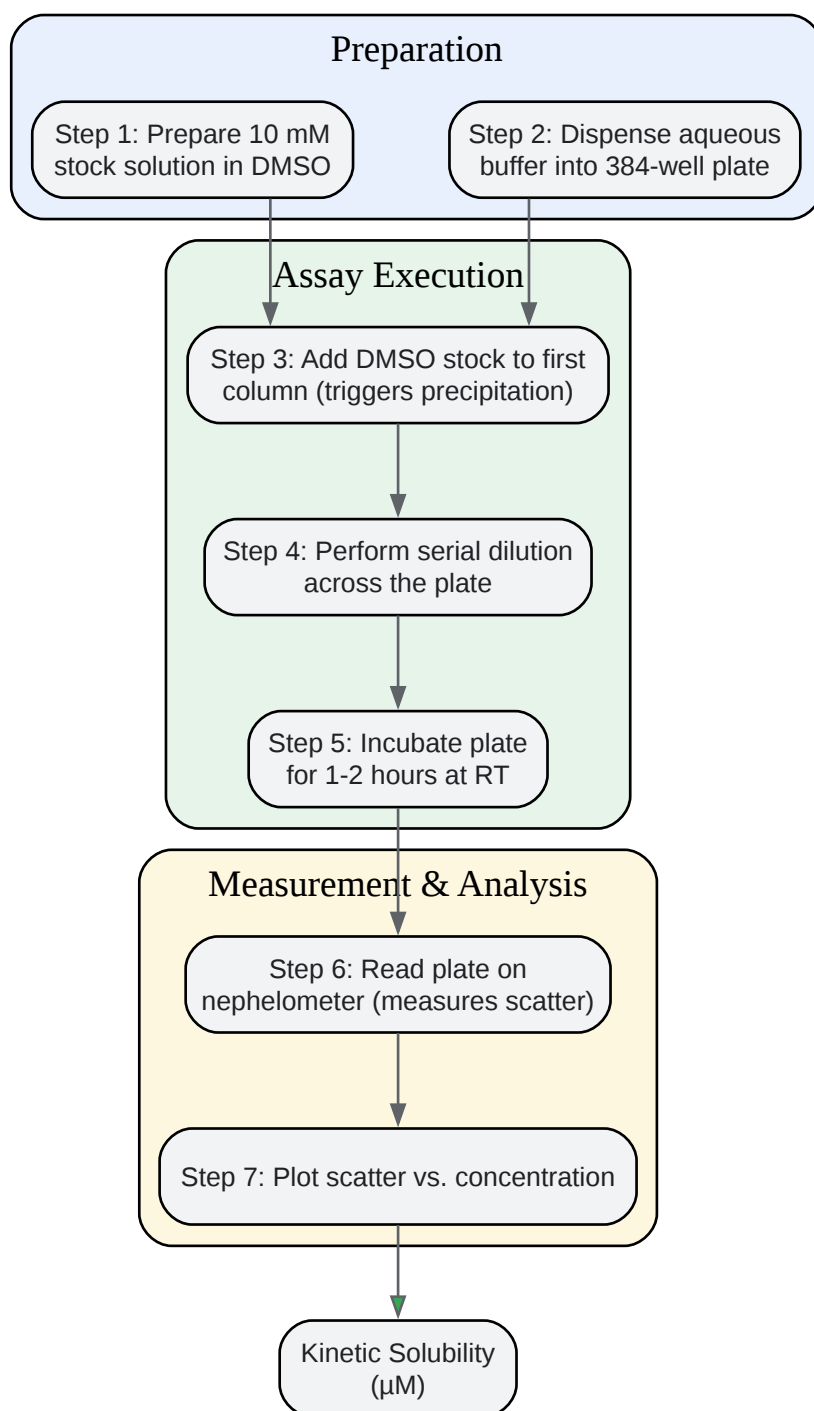 Preparation
Step 1: Prepare 10 mM
stock solution in DMSO
Step 2: Dispense aqueous
buffer into 384-well plate
Assay Execution
Step 3: Add DMSO stock to first
column (triggers precipitation)
Step 4: Perform serial dilution
across the plate
Step 5: Incubate plate
for 1-2 hours at RT
Measurement & Analysis
Step 6: Read plate on
nephelometer (measures scatter)
Step 7: Plot scatter vs. concentration
Kinetic Solubility
(µM)